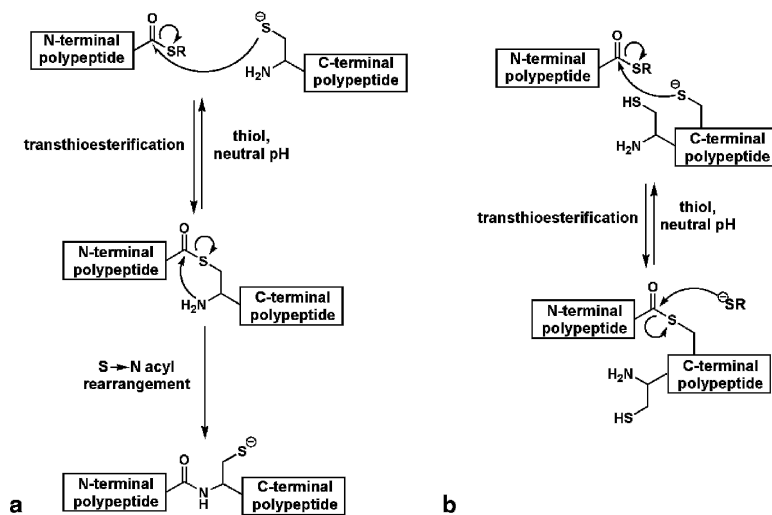 O
N-terminal
polypeptide
SR
S⊖
H2N
C-terminal
polypeptide
transthioesterification
thiol,
neutral pH
O
N-terminal
polypeptide
S
H2N
C-terminal
polypeptide
S→N acyl
rearrangement
O
S⊖
N-terminal
polypeptide
N
H
C-terminal
polypeptide
a
O
N-terminal
polypeptide
SR
S⊖
HS
H2N
C-terminal
polypeptide
transthioesterification
thiol,
neutral pH
O
N-terminal
polypeptide
S
⊖SR
H2N
C-terminal
polypeptide
HS
b